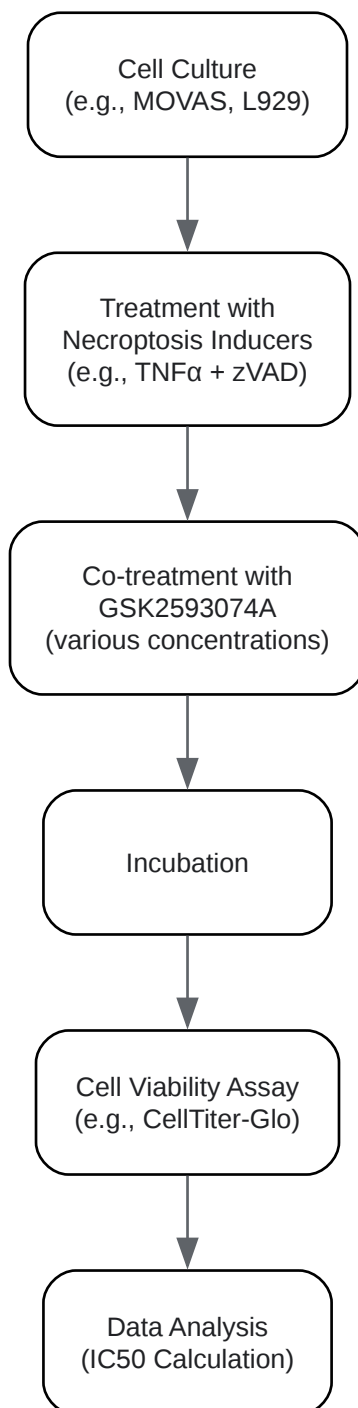 Cell Culture
(e.g., MOVAS, L929)
Treatment with
Necroptosis Inducers
(e.g., TNFα + zVAD)
Co-treatment with
GSK2593074A
(various concentrations)
Incubation
Cell Viability Assay
(e.g., CellTiter-Glo)
Data Analysis
(IC50 Calculation)